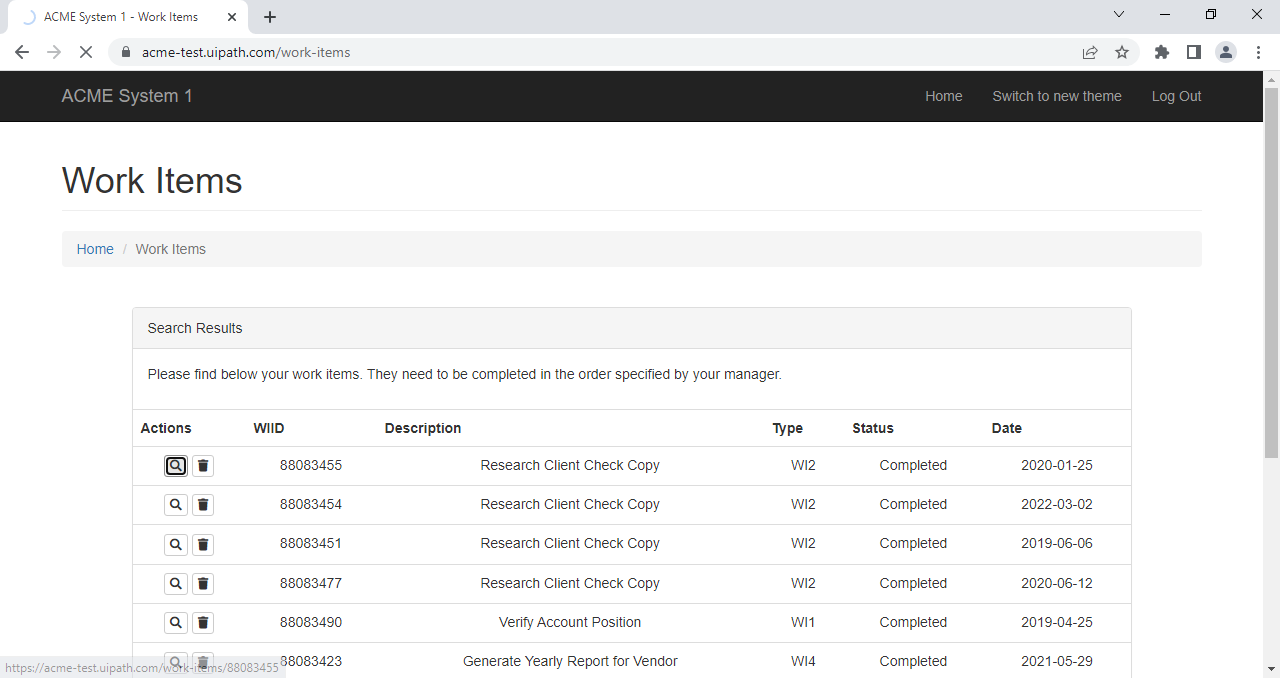 ACME System 1 - Work Items
acme-test.uipath.com/work-items
ACME System 1 Home Switch to new theme Log Out
Work Items
Home / Work Items
Search Results
Please find below your work items. They need to be completed in the order specified by your manager.
Actions WIID Description Type Status Date
88083455 Research Client Check Copy WI2 Completed 2020-01-25
88083454 Research Client Check Copy WI2 Completed 2022-03-02
88083451 Research Client Check Copy WI2 Completed 2019-06-06
88083477 Research Client Check Copy WI2 Completed 2020-06-12
88083490 Verify Account Position WI1 Completed 2019-04-25
88083423 Generate Yearly Report for Vendor WI4 Completed 2021-05-29
https://acme-test.uipath.com/work-items/88083455